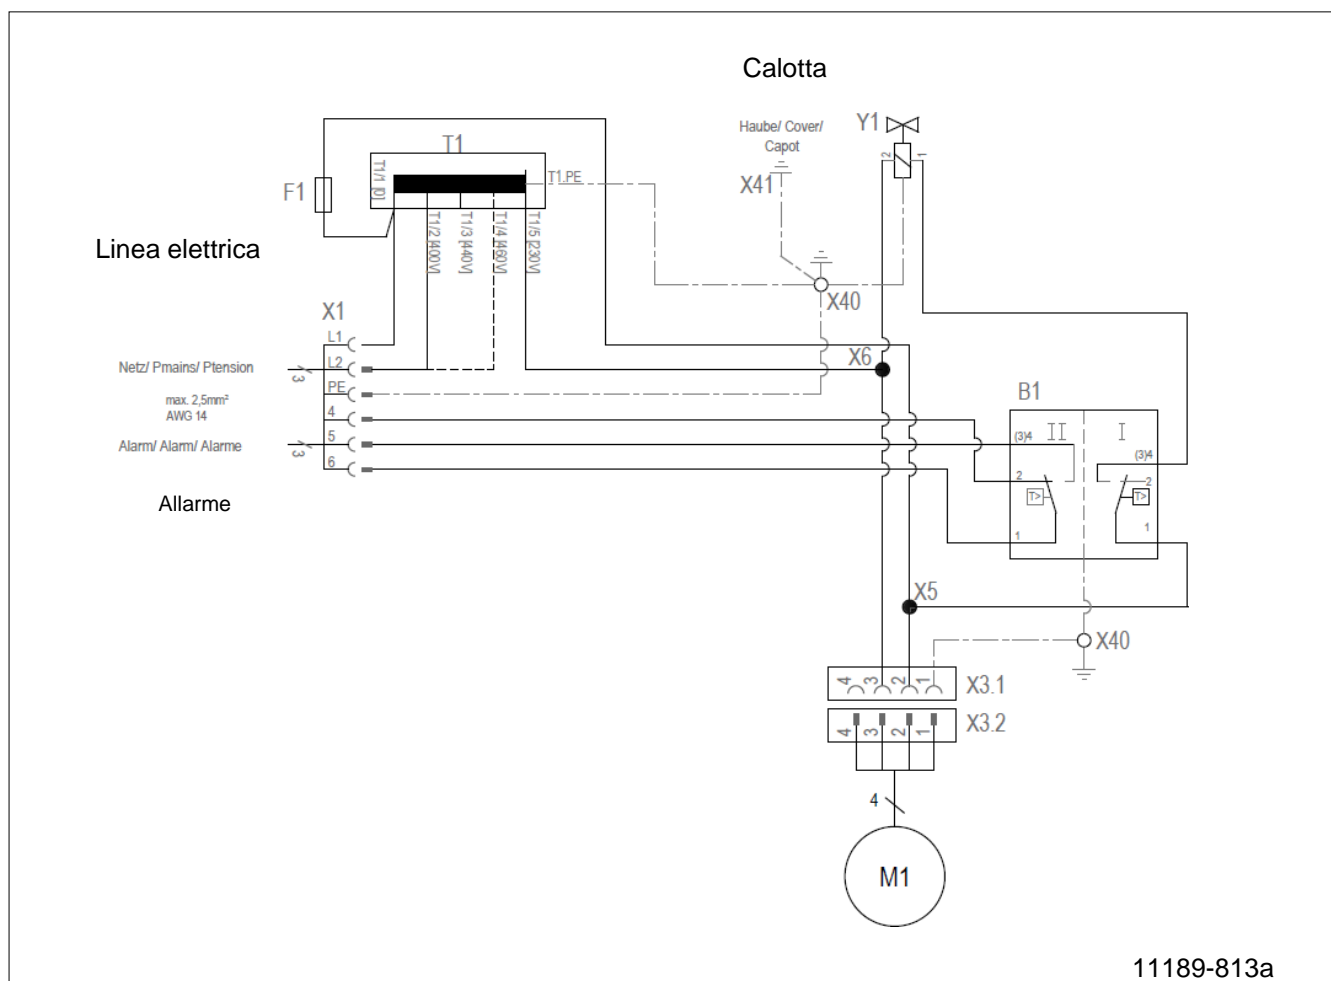 Calotta
Haube/ Cover/
Capot
Y1
2
1
T1
T1/1 [0]
T1.PE
X41
F1
T1/2 [400V]
T1/3 [440V]
T1/4 [460V]
T1/5 [230V]
Linea elettrica
X40
X1
L1
X6
Netz/ Pmains/ Ptension
3
L2
PE
B1
max. 2,5mm²
AWG 14
4
II
I
Alarm/ Alarm/ Alarme
3
5
(3)4
(3)4
6
2
2
T>
T>
Allarme
1
1
X5
X40
4
3
2
1
X3.1
4
3
2
1
X3.2
4
M1
11189-813a